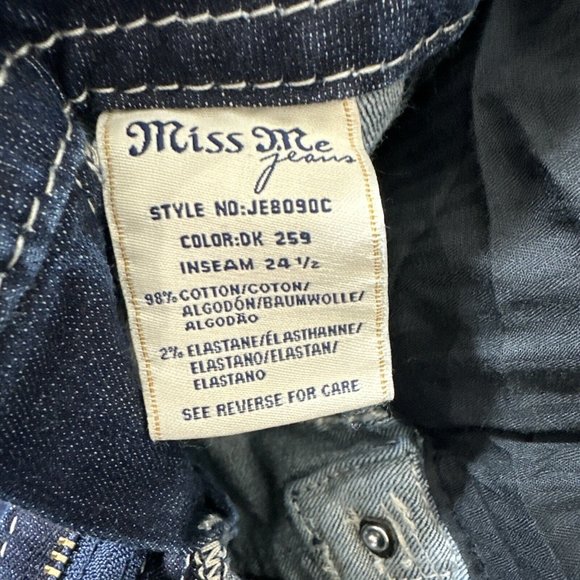 Miss Me
jeans
STYLE NO:JE8090C
COLOR:DK 259
INSEAM 24 1/2
98% COTTON/COTON/
ALGODÓN/BAUMWOLLE/
ALGODÃO
2% ELASTANE/ÉLASTHANNE/
ELASTANO/ELASTAN/
ELASTANO
SEE REVERSE FOR CARE